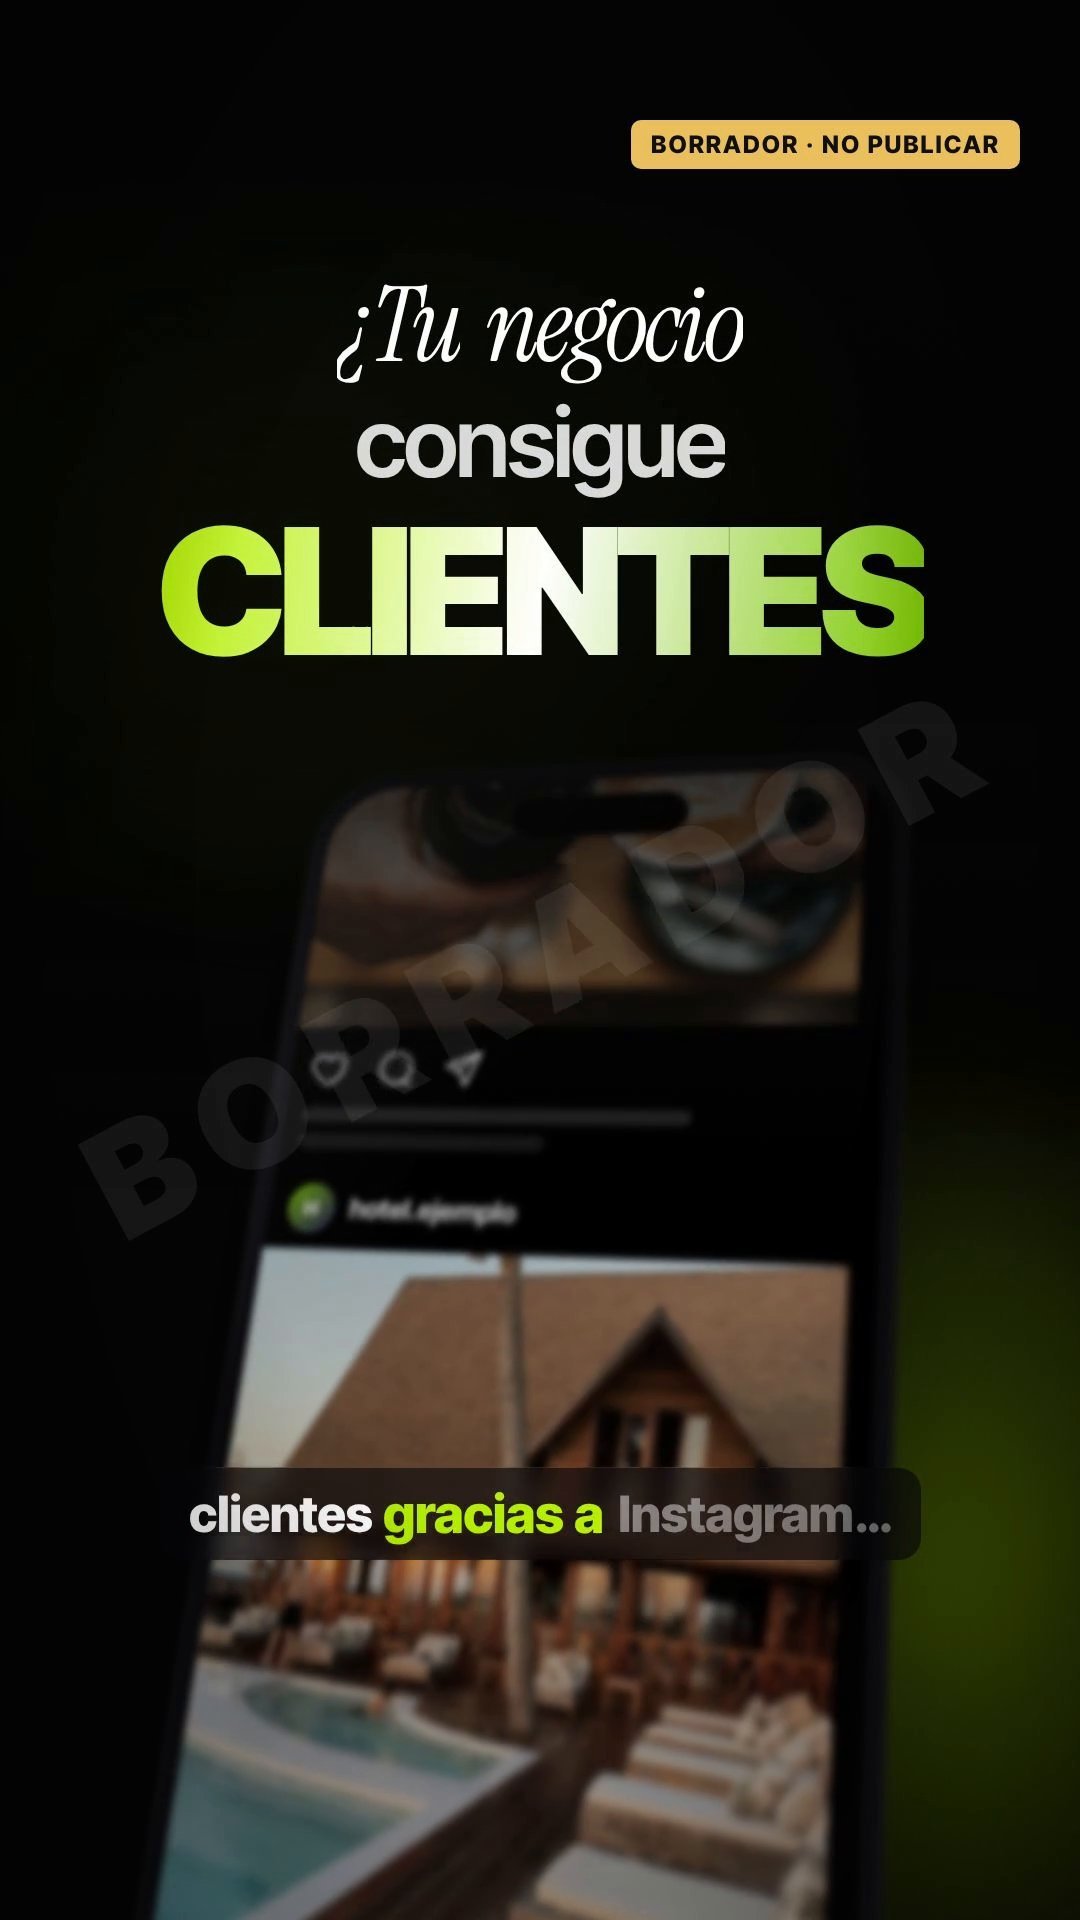 BORRADOR · NO PUBLICAR
¿Tu negocio
consigue
CLIENTES
BORRADOR
hotel.ejemplo
clientes gracias a Instagram...